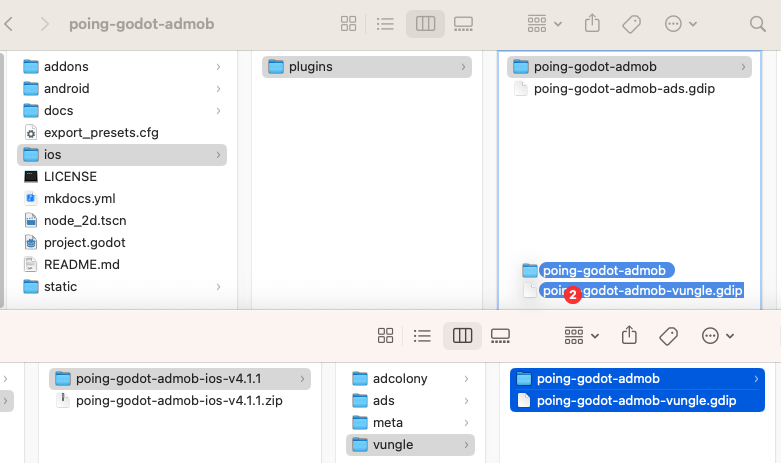 poing-godot-admob
addons
android
docs
export_presets.cfg
ios
LICENSE
mkdocs.yml
node_2d.tscn
project.godot
README.md
static
plugins
poing-godot-admob
poing-godot-admob-ads.gdip
poing-godot-admob
poing-godot-admob-vungle.gdip
2
poing-godot-admob-ios-v4.1.1
poing-godot-admob-ios-v4.1.1.zip
adcolony
ads
meta
vungle
poing-godot-admob
poing-godot-admob-vungle.gdip